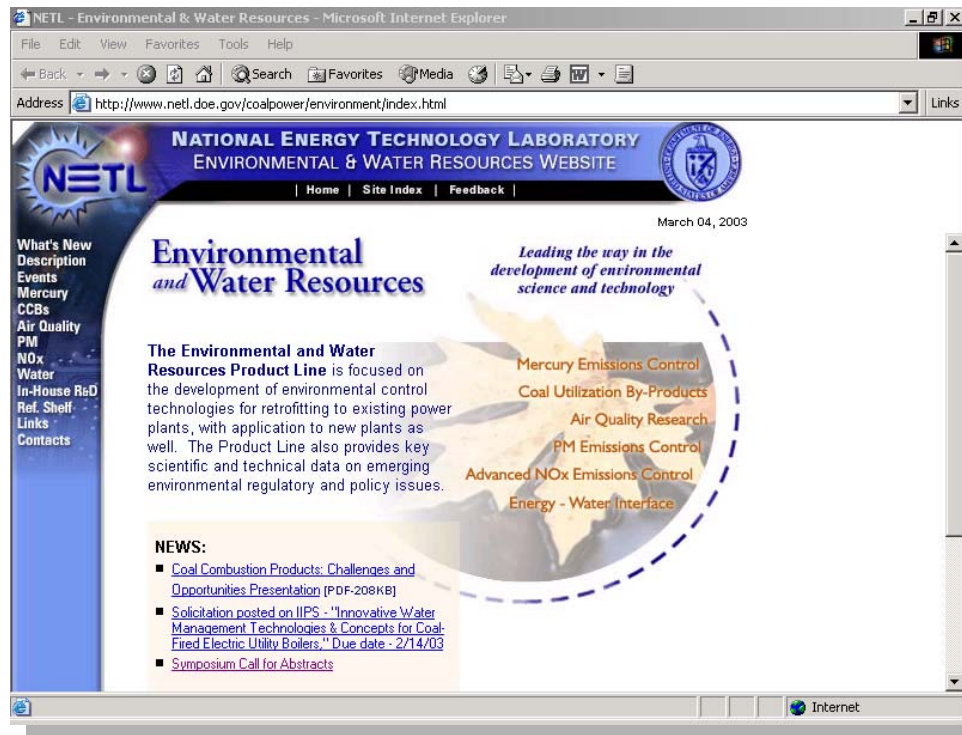 NETL - Environmental & Water Resources - Microsoft Internet Explorer
File Edit View Favorites Tools Help
Back Search Favorites Media
Address http://www.netl.doe.gov/coalpower/environment/index.html Links
NETL
NATIONAL ENERGY TECHNOLOGY LABORATORY
ENVIRONMENTAL & WATER RESOURCES WEBSITE
| Home | Site Index | Feedback |
March 04, 2003
What's New
Description
Events
Mercury
CCBs
Air Quality
PM
NOx
Water
In-House R&D
Ref. Shelf
Links
Contacts
Environmental
and Water Resources
Leading the way in the
development of environmental
science and technology
The Environmental and Water
Resources Product Line is focused on
the development of environmental control
technologies for retrofitting to existing power
plants, with application to new plants as
well. The Product Line also provides key
scientific and technical data on emerging
environmental regulatory and policy issues.
Mercury Emissions Control
Coal Utilization By-Products
Air Quality Research
PM Emissions Control
Advanced NOx Emissions Control
Energy - Water Interface
NEWS:
Coal Combustion Products: Challenges and
Opportunities Presentation [PDF-208KB]
Solicitation posted on IIPS - "Innovative Water
Management Technologies & Concepts for Coal-
Fired Electric Utility Boilers," Due date - 2/14/03
Symposium Call for Abstracts
Internet